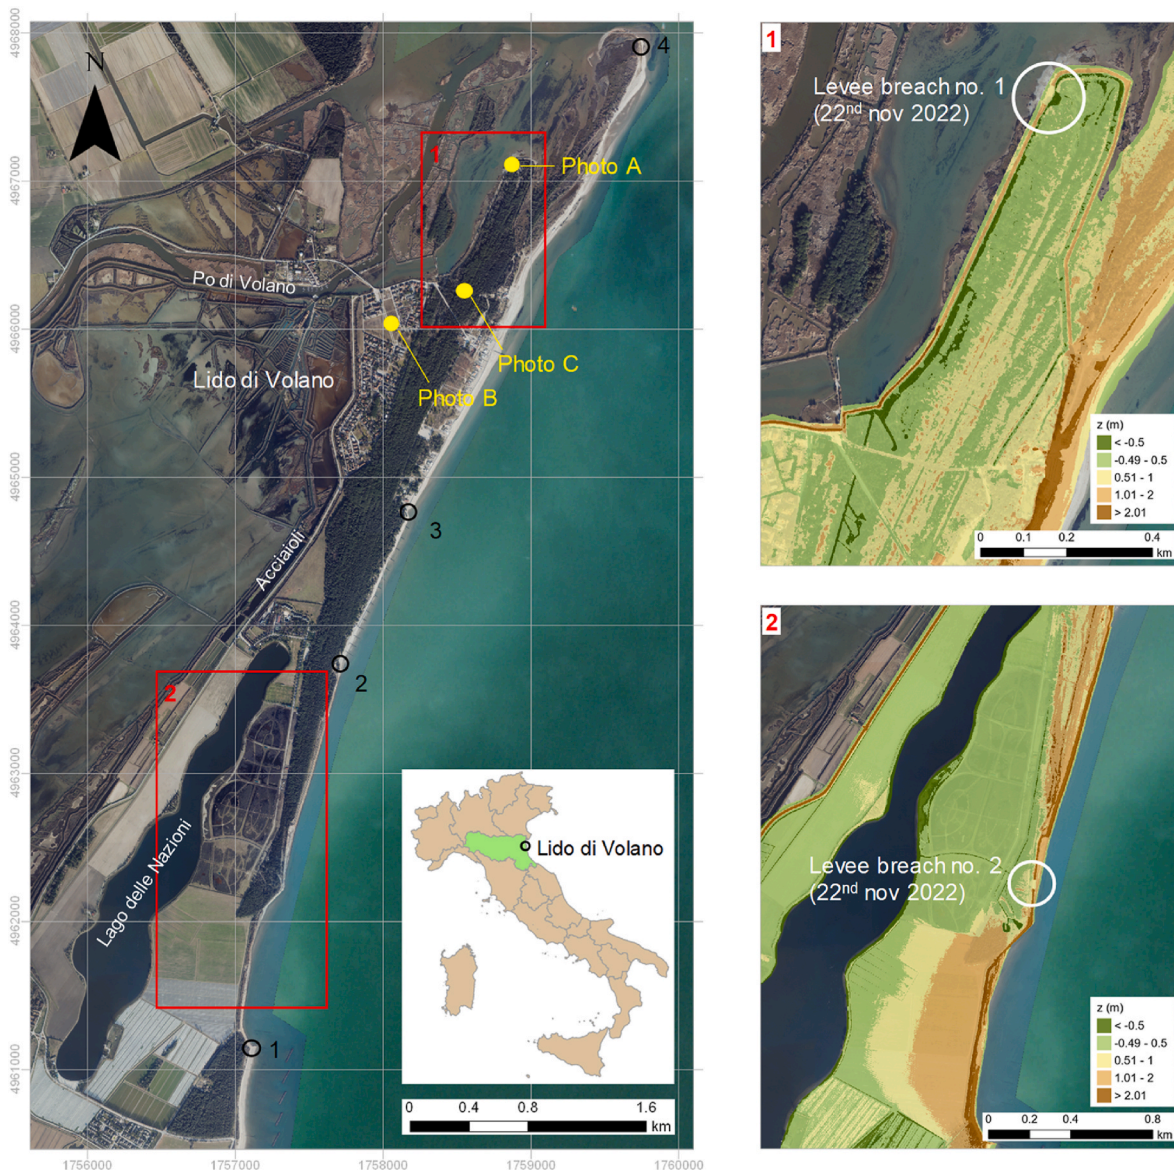 4968000
4967000
4966000
4965000
4964000
4963000
4962000
4961000
1756000
1757000
1758000
1759000
1760000
N
4
1
Photo A
Po di Volano
Photo C
Lido di Volano
Photo B
3
Acciaioli
2
2
Lago delle Nazioni
1
Lido di Volano
0
0.4
0.8
1.6
km
1
Levee breach no. 1
(22nd nov 2022)
z (m)
< -0.5
-0.49 - 0.5
0.51 - 1
1.01 - 2
> 2.01
0
0.1
0.2
0.4
km
2
Levee breach no. 2
(22nd nov 2022)
z (m)
< -0.5
-0.49 - 0.5
0.51 - 1
1.01 - 2
> 2.01
0
0.2
0.4
0.8
km